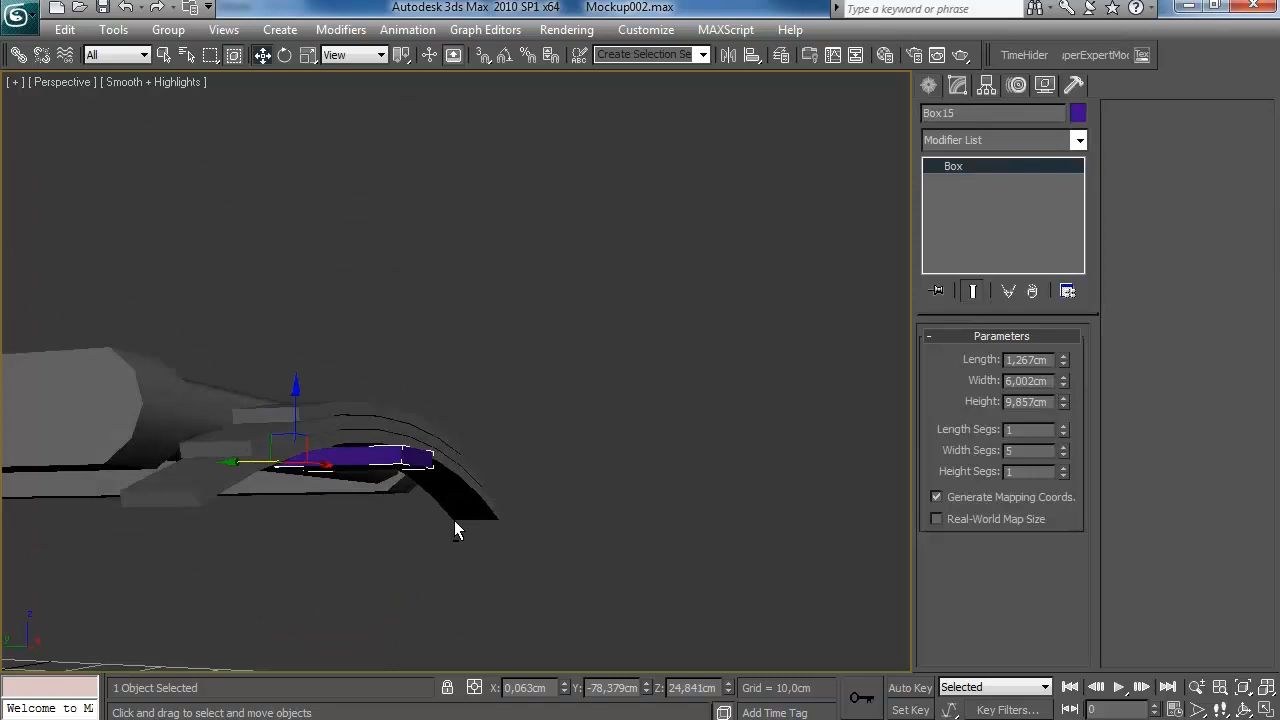 Autodesk 3ds Max 2010 SP1 x64 Mockup002.max
Type a keyword or phrase
Edit Tools Group Views Create Modifiers Animation Graph Editors Rendering Customize MAXScript Help
All View Create Selection Se TimeHider perExpertMod Tex
[ + ] [ Perspective ] [ Smooth + Highlights ]
Box15
Modifier List
Box
- Parameters
Length: 1,267cm
Width: 6,002cm
Height: 9,857cm
Length Segs: 1
Width Segs: 5
Height Segs: 1
Generate Mapping Coords.
Real-World Map Size
z
y x
1 Object Selected X: 0,063cm Y: -78,379cm Z: 24,841cm Grid = 10,0cm Auto Key Selected
Welcome to M Click and drag to select and move objects Add Time Tag Set Key Key Filters... 0